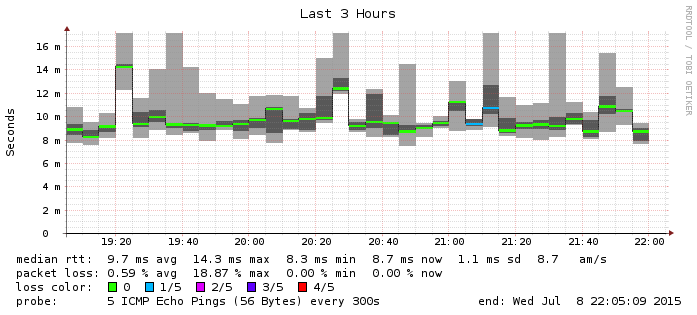 Last 3 Hours
RRDTOOL / TOBI OETIKER
Seconds
16 m
14 m
12 m
10 m
8 m
6 m
4 m
2 m
0
19:20 19:40 20:00 20:20 20:40 21:00 21:20 21:40 22:00
median rtt: 9.7 ms avg 14.3 ms max 8.3 ms min 8.7 ms now 1.1 ms sd 8.7 am/s
packet loss: 0.59 % avg 18.87 % max 0.00 % min 0.00 % now
loss color: 0 1/5 2/5 3/5 4/5
probe: 5 ICMP Echo Pings (56 Bytes) every 300s end: Wed Jul 8 22:05:09 2015